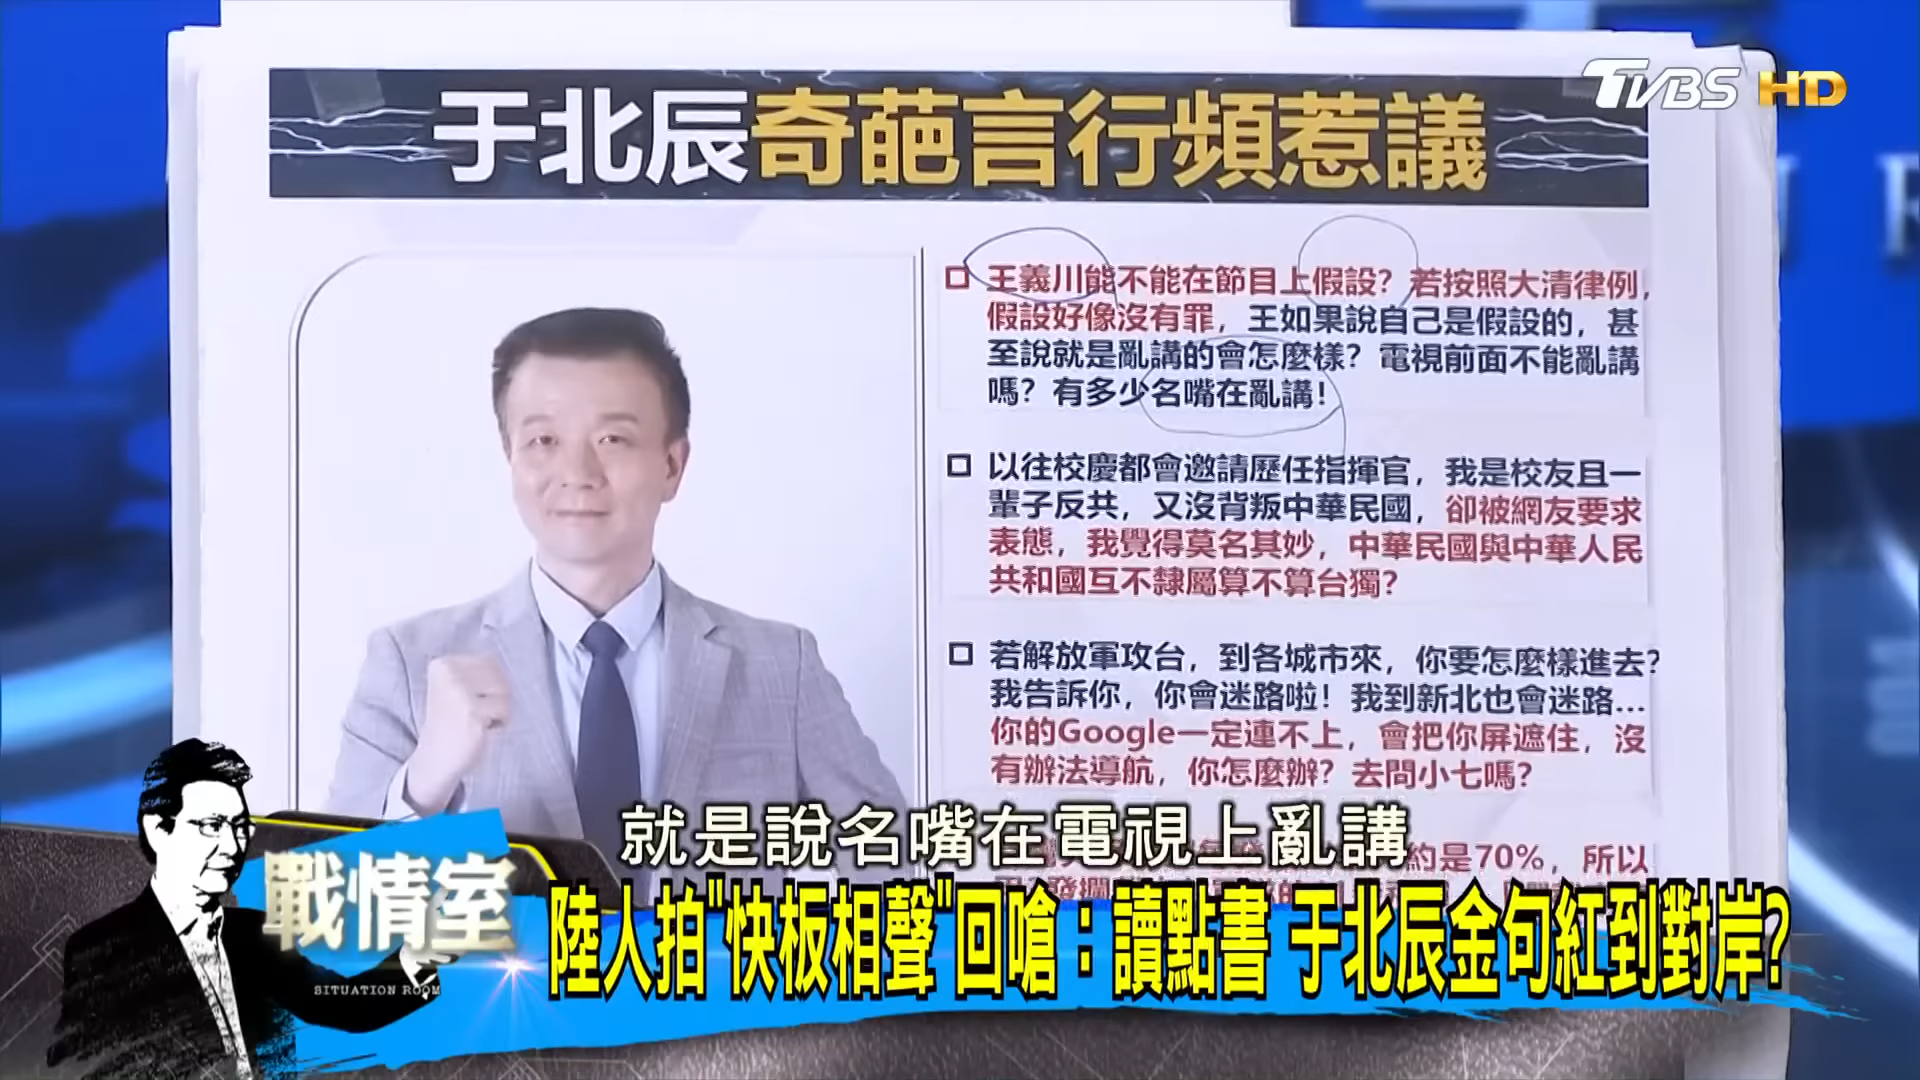 TVBS HD
于北辰奇葩言行頻惹議
王義川能不能在節目上假設？若按照大清律例，
假設好像沒有罪，王如果說自己是假設的，甚
至說就是亂講的會怎麼樣？電視前面不能亂講
嗎？有多少名嘴在亂講！
以往校慶都會邀請歷任指揮官，我是校友且一
輩子反共，又沒背叛中華民國，卻被網友要求
表態，我覺得莫名其妙，中華民國與中華人民
共和國互不隸屬算不算台獨？
若解放軍攻台，到各城市來，你要怎麼樣進去？
我告訴你，你會迷路啦！我到新北也會迷路...
你的Google一定連不上，會把你屏遮住，沒
有辦法導航，你怎麼辦？去問小七嗎？
約是70%，所以
就是說名嘴在電視上亂講
戰情室
SITUATION ROOM
陸人拍"快板相聲"回嗆：讀點書 于北辰金句紅到對岸？